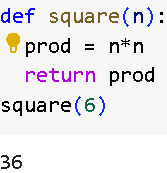 def square(n):
  prod = n*n
  return prod
square(6)
36